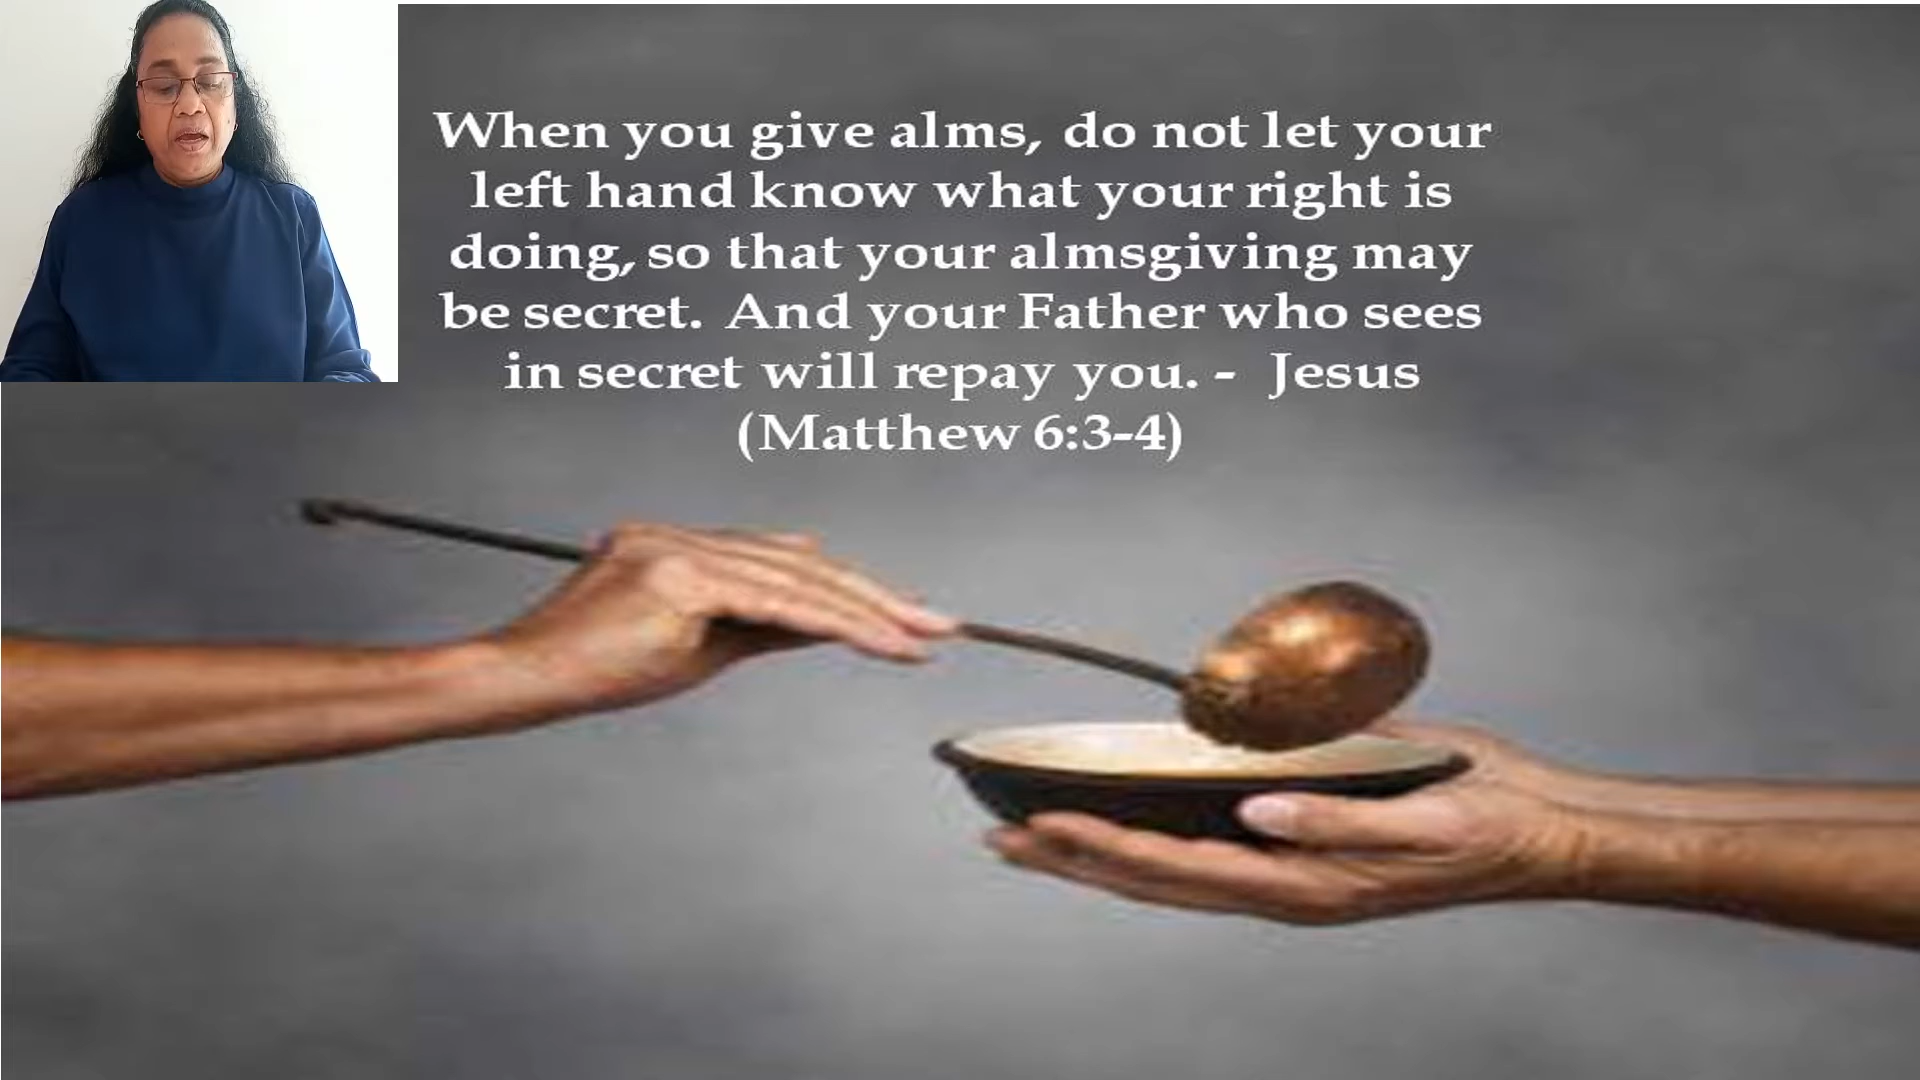 When you give alms, do not let your
left hand know what your right is
doing, so that your almsgiving may
be secret. And your Father who sees
in secret will repay you. - Jesus
(Matthew 6:3-4)